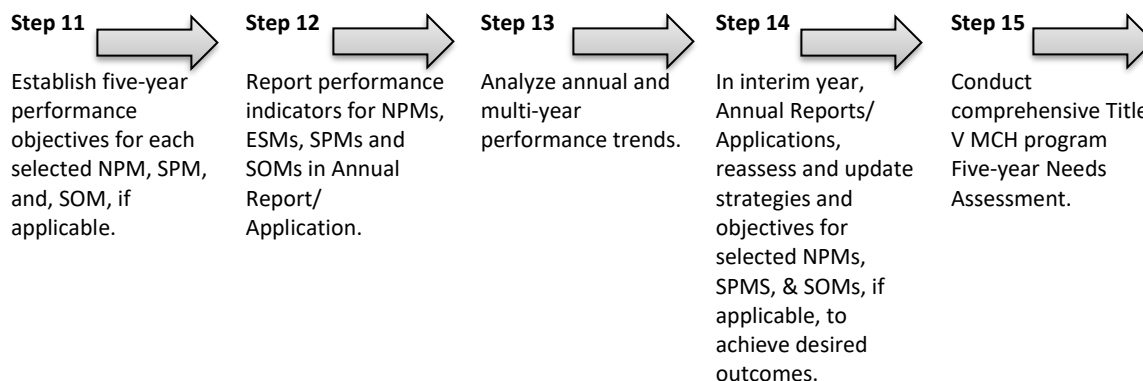 Step 11
Establish five-year
performance
objectives for each
selected NPM, SPM,
and, SOM, if
applicable.
Step 12
Report performance
indicators for NPMs,
ESMs, SPMs and
SOMs in Annual
Report/
Application.
Step 13
Analyze annual and
multi-year
performance trends.
Step 14
In interim year,
Annual Reports/
Applications,
reassess and update
strategies and
objectives for
selected NPMs,
SPMS, & SOMs, if
applicable, to
achieve desired
outcomes.
Step 15
Conduct
comprehensive Title
V MCH program
Five-year Needs
Assessment.